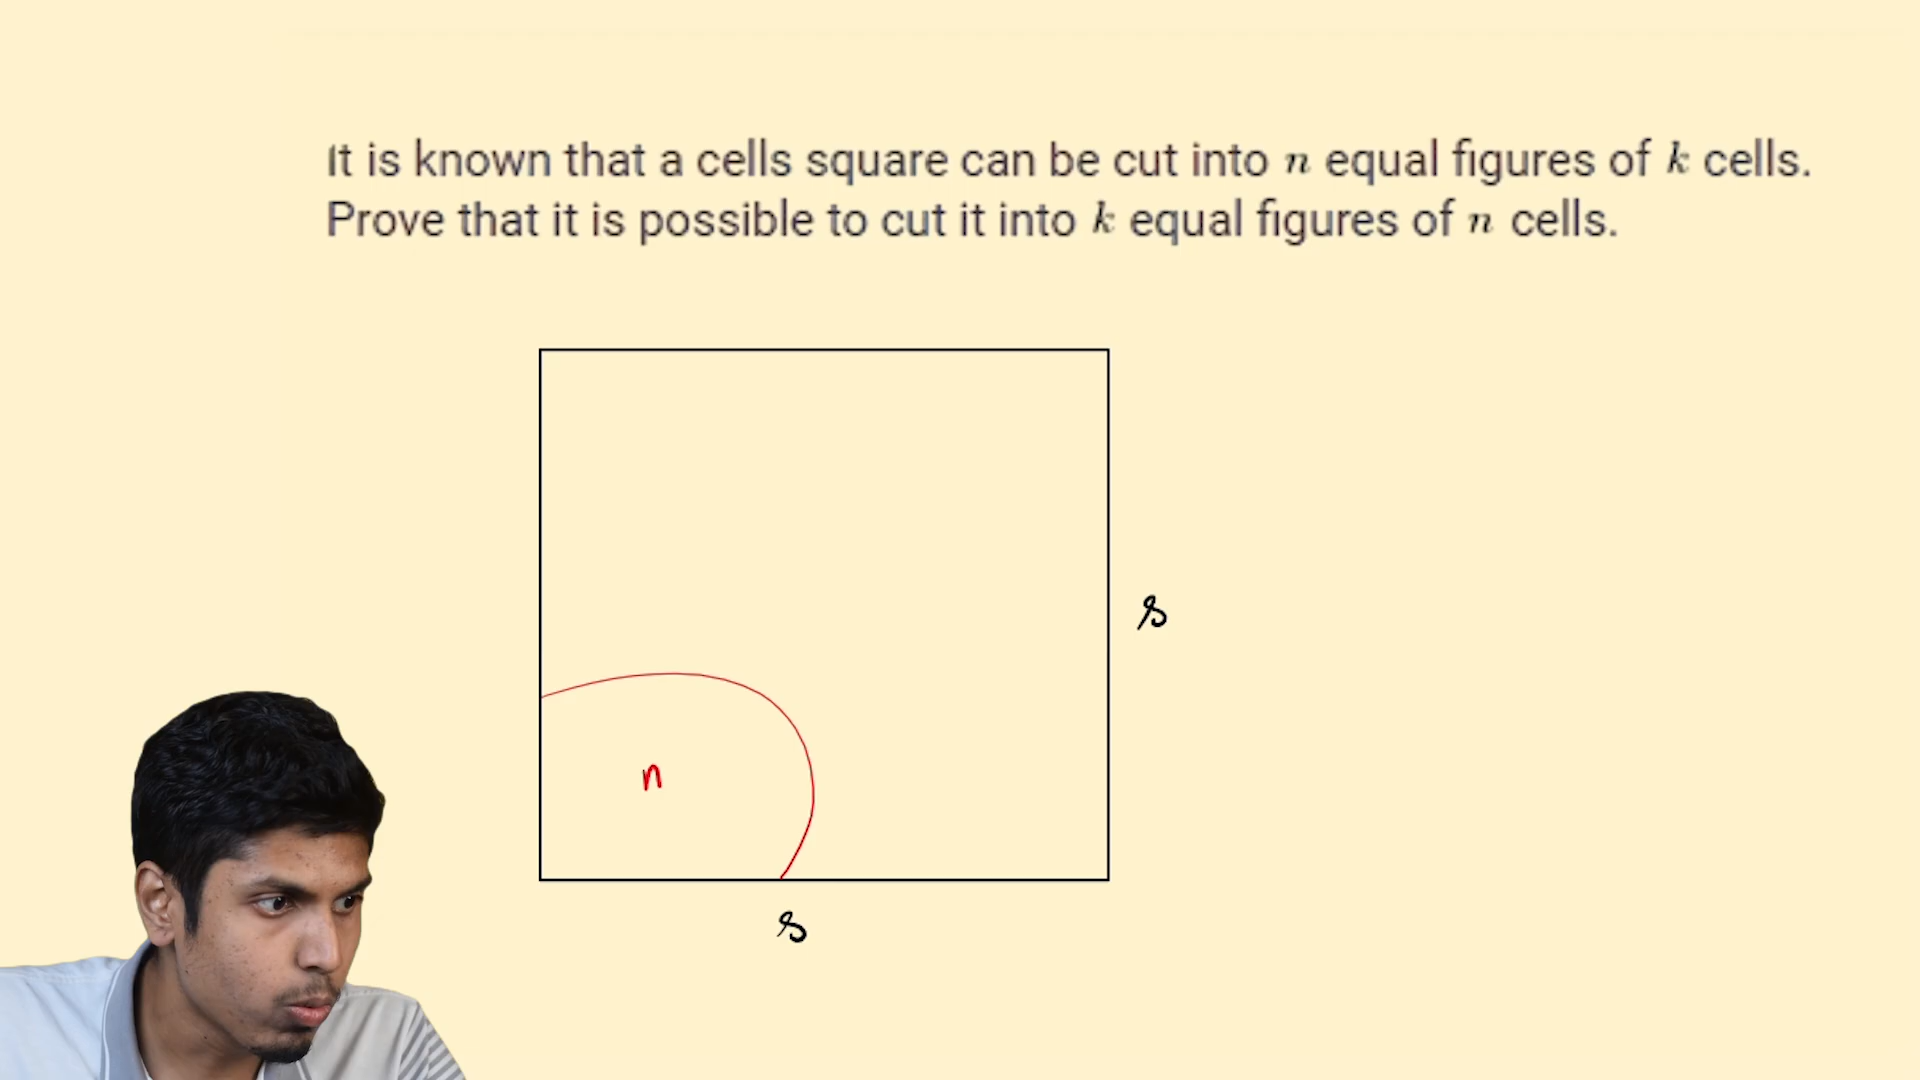 It is known that a cells square can be cut into n equal figures of k cells.
Prove that it is possible to cut it into k equal figures of n cells.
s
n
s